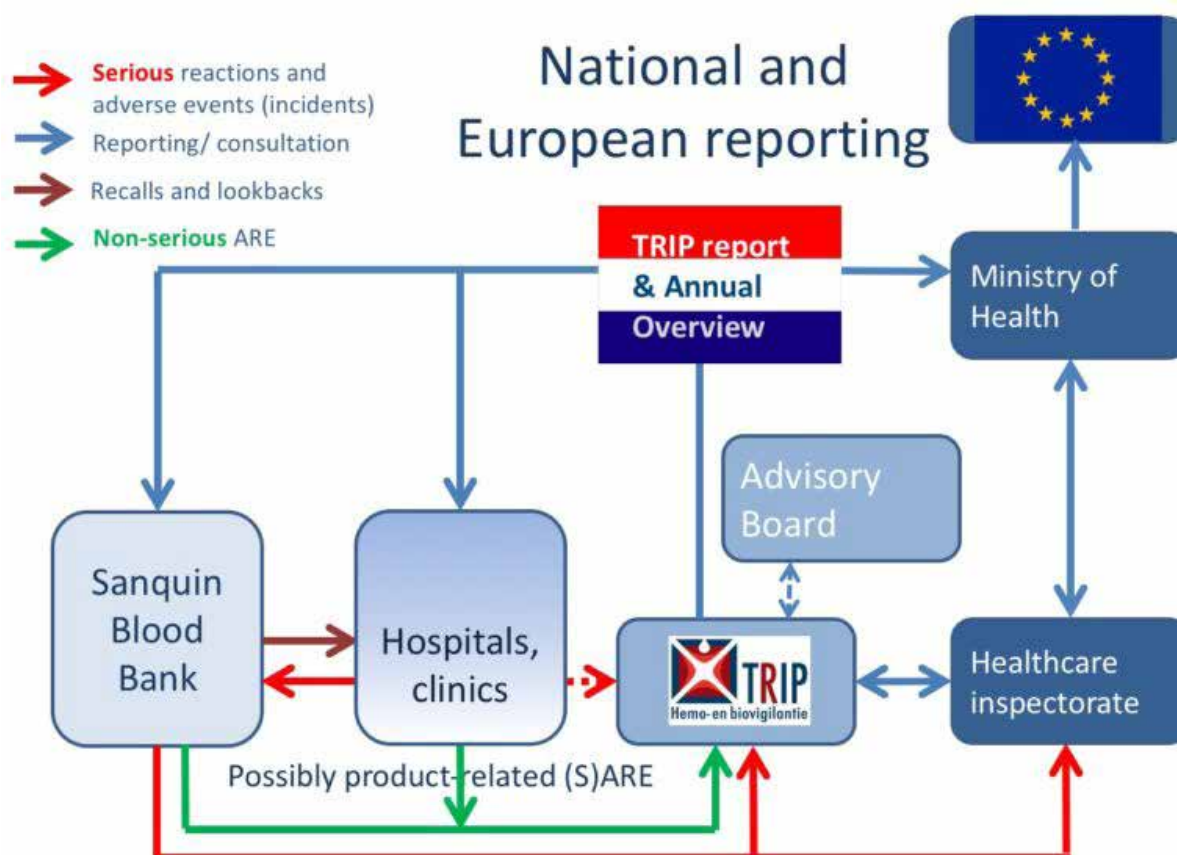 National and
European reporting
Serious reactions and
adverse events (incidents)
Reporting/ consultation
Recalls and lookbacks
Non-serious ARE
TRIP report
& Annual
Overview
Ministry of
Health
Advisory
Board
Sanquin
Blood
Bank
Hospitals,
clinics
TRIP
Hemo- en biovigilantie
Healthcare
inspectorate
Possibly product-related (S)ARE